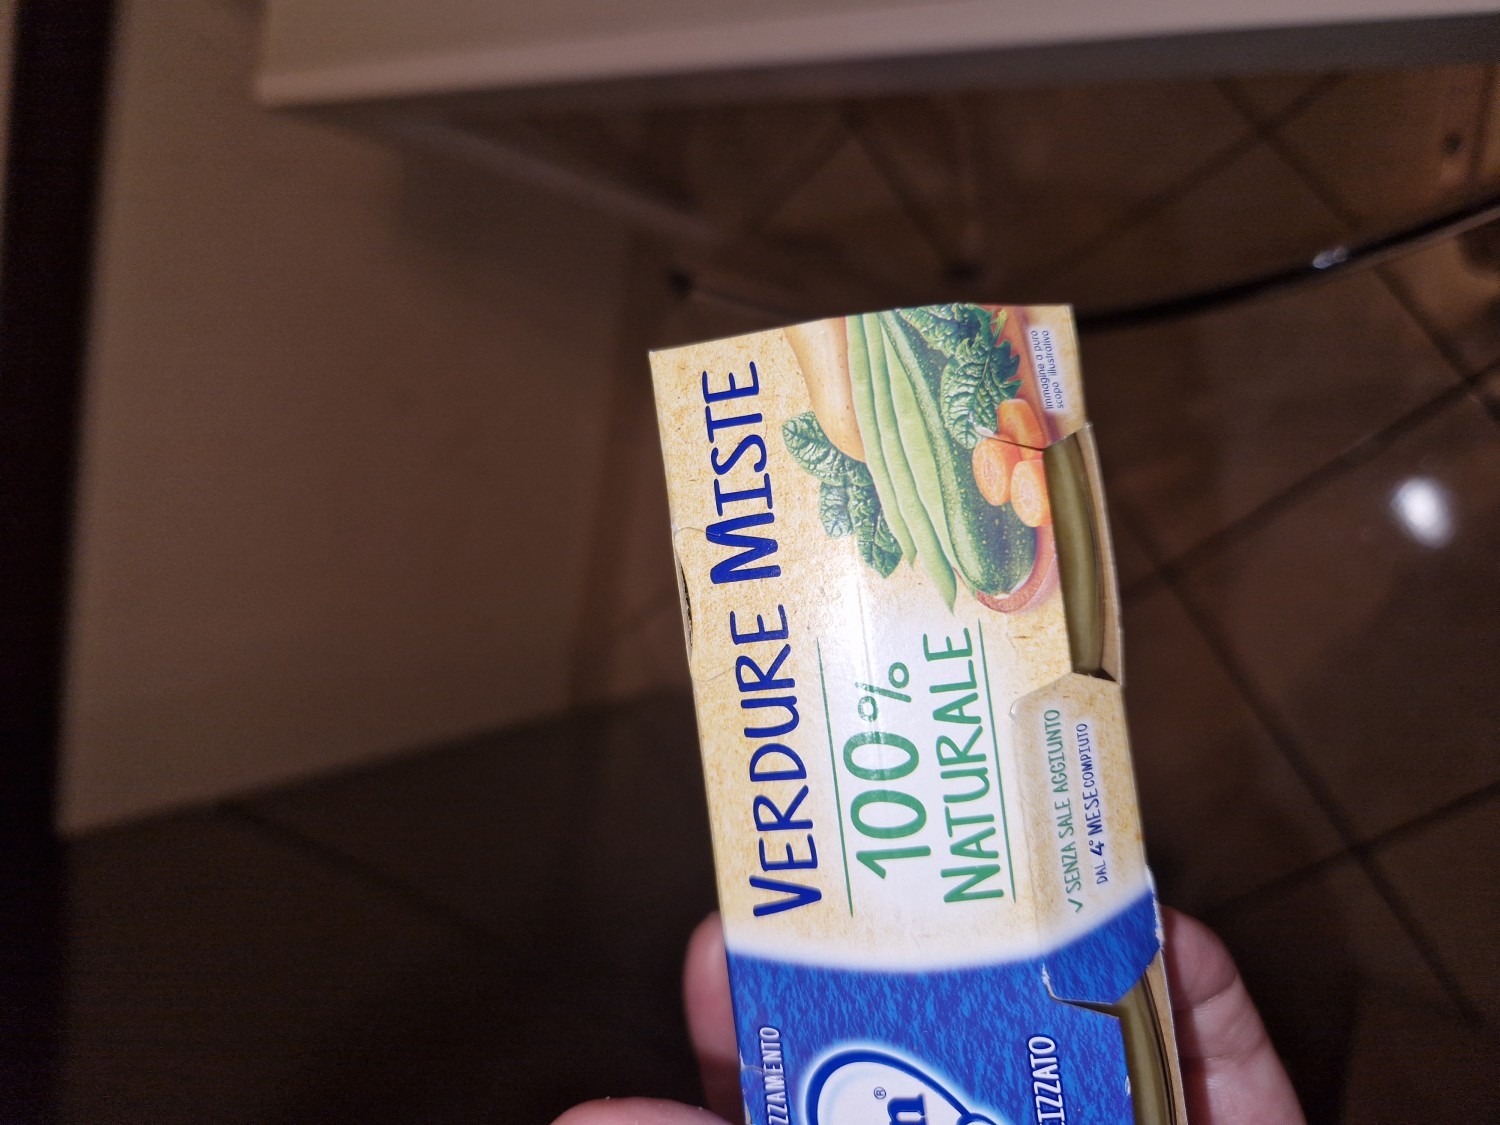 VERDURE MISTE
100%
NATURALE
✓ SENZA SALE AGGIUNTO
DAL 4° MESE COMPIUTO
Immagine a puro
scopo illustrativo